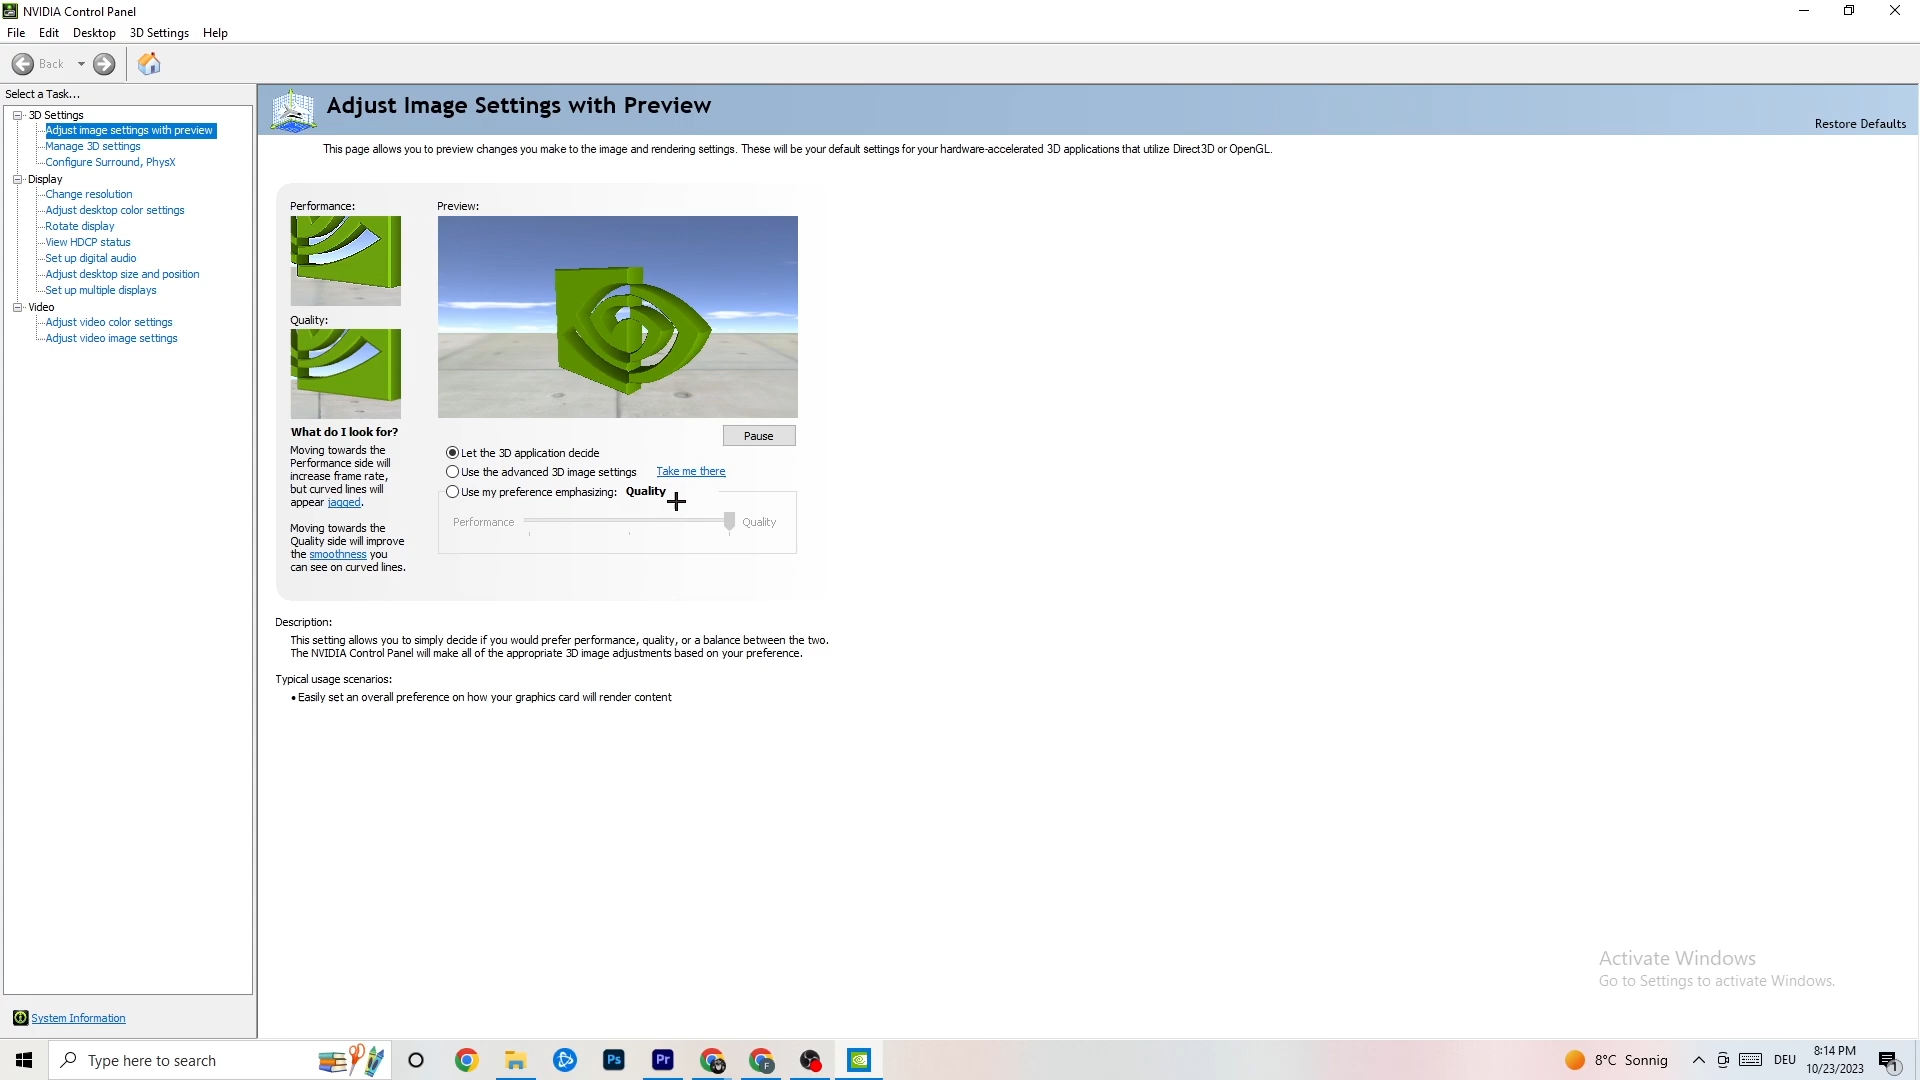 NVIDIA Control Panel
File Edit Desktop 3D Settings Help
Back
Select a Task...
3D Settings
Adjust image settings with preview
Manage 3D settings
Configure Surround, PhysX
Display
Change resolution
Adjust desktop color settings
Rotate display
View HDCP status
Set up digital audio
Adjust desktop size and position
Set up multiple displays
Video
Adjust video color settings
Adjust video image settings
System Information
Adjust Image Settings with Preview
Restore Defaults
This page allows you to preview changes you make to the image and rendering settings. These will be your default settings for your hardware-accelerated 3D applications that utilize Direct3D or OpenGL.
Performance:
Quality:
What do I look for?
Moving towards the
Performance side will
increase frame rate,
but curved lines will
appear jagged.
Moving towards the
Quality side will improve
the smoothness you
can see on curved lines.
Preview:
Pause
Let the 3D application decide
Use the advanced 3D image settings Take me there
Use my preference emphasizing: Quality
Performance Quality
Description:
This setting allows you to simply decide if you would prefer performance, quality, or a balance between the two.
The NVIDIA Control Panel will make all of the appropriate 3D image adjustments based on your preference.
Typical usage scenarios:
• Easily set an overall preference on how your graphics card will render content
Activate Windows
Go to Settings to activate Windows.
Type here to search
Ps
Pr
F
8°C Sonnig
DEU
8:14 PM
10/23/2023
1